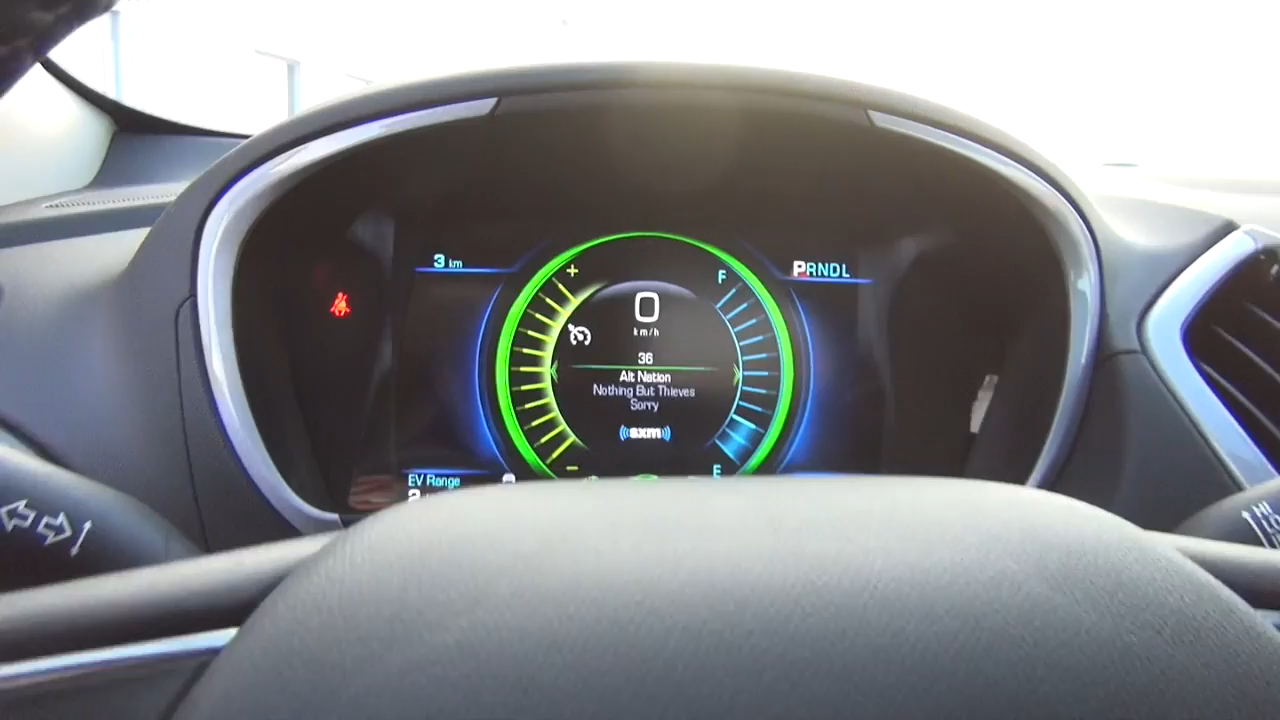 3 km
PRNDL
+
F
0
km/h
36
Alt Nation
Nothing But Thieves
Sorry
sxm
-
E
EV Range